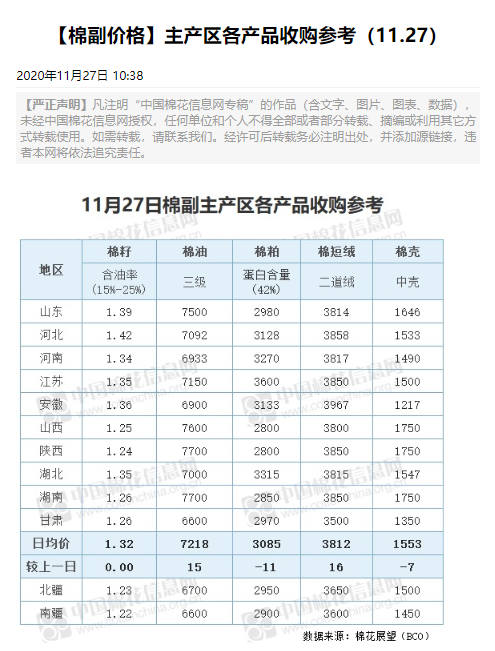 【棉副价格】主产区各产品收购参考（11.27）
2020年11月27日 10:38
【严正声明】凡注明“中国棉花信息网专稿”的作品（含文字、图片、图表、数据），
未经中国棉花信息网授权，任何单位和个人不得全部或者部分转载、摘编或利用其它方
式转载使用。如需转载，请联系我们。经许可后转载务必注明出处，并添加源链接，违
者本网将依法追究责任。
11月27日棉副主产区各产品收购参考
地区 棉籽 棉油 棉粕 棉短绒 棉壳
含油率 三级 蛋白含量 二道绒 中壳
(15%-25%) (42%)
山东 1.39 7500 2980 3814 1646
河北 1.42 7092 3128 3858 1533
河南 1.34 6933 3270 3817 1490
江苏 1.35 7150 3600 3850 1500
安徽 1.36 6900 3133 3967 1217
山西 1.25 7600 2800 3800 1750
陕西 1.24 7700 2800 3850 1750
湖北 1.35 7000 3315 3815 1547
湖南 1.26 7700 2850 3850 1750
甘肃 1.26 6600 2970 3500 1350
日均价 1.32 7218 3085 3812 1553
较上一日 0.00 15 -11 16 -7
北疆 1.23 6700 2950 3650 1500
南疆 1.22 6600 2900 3600 1450
数据来源：棉花展望（BCO）